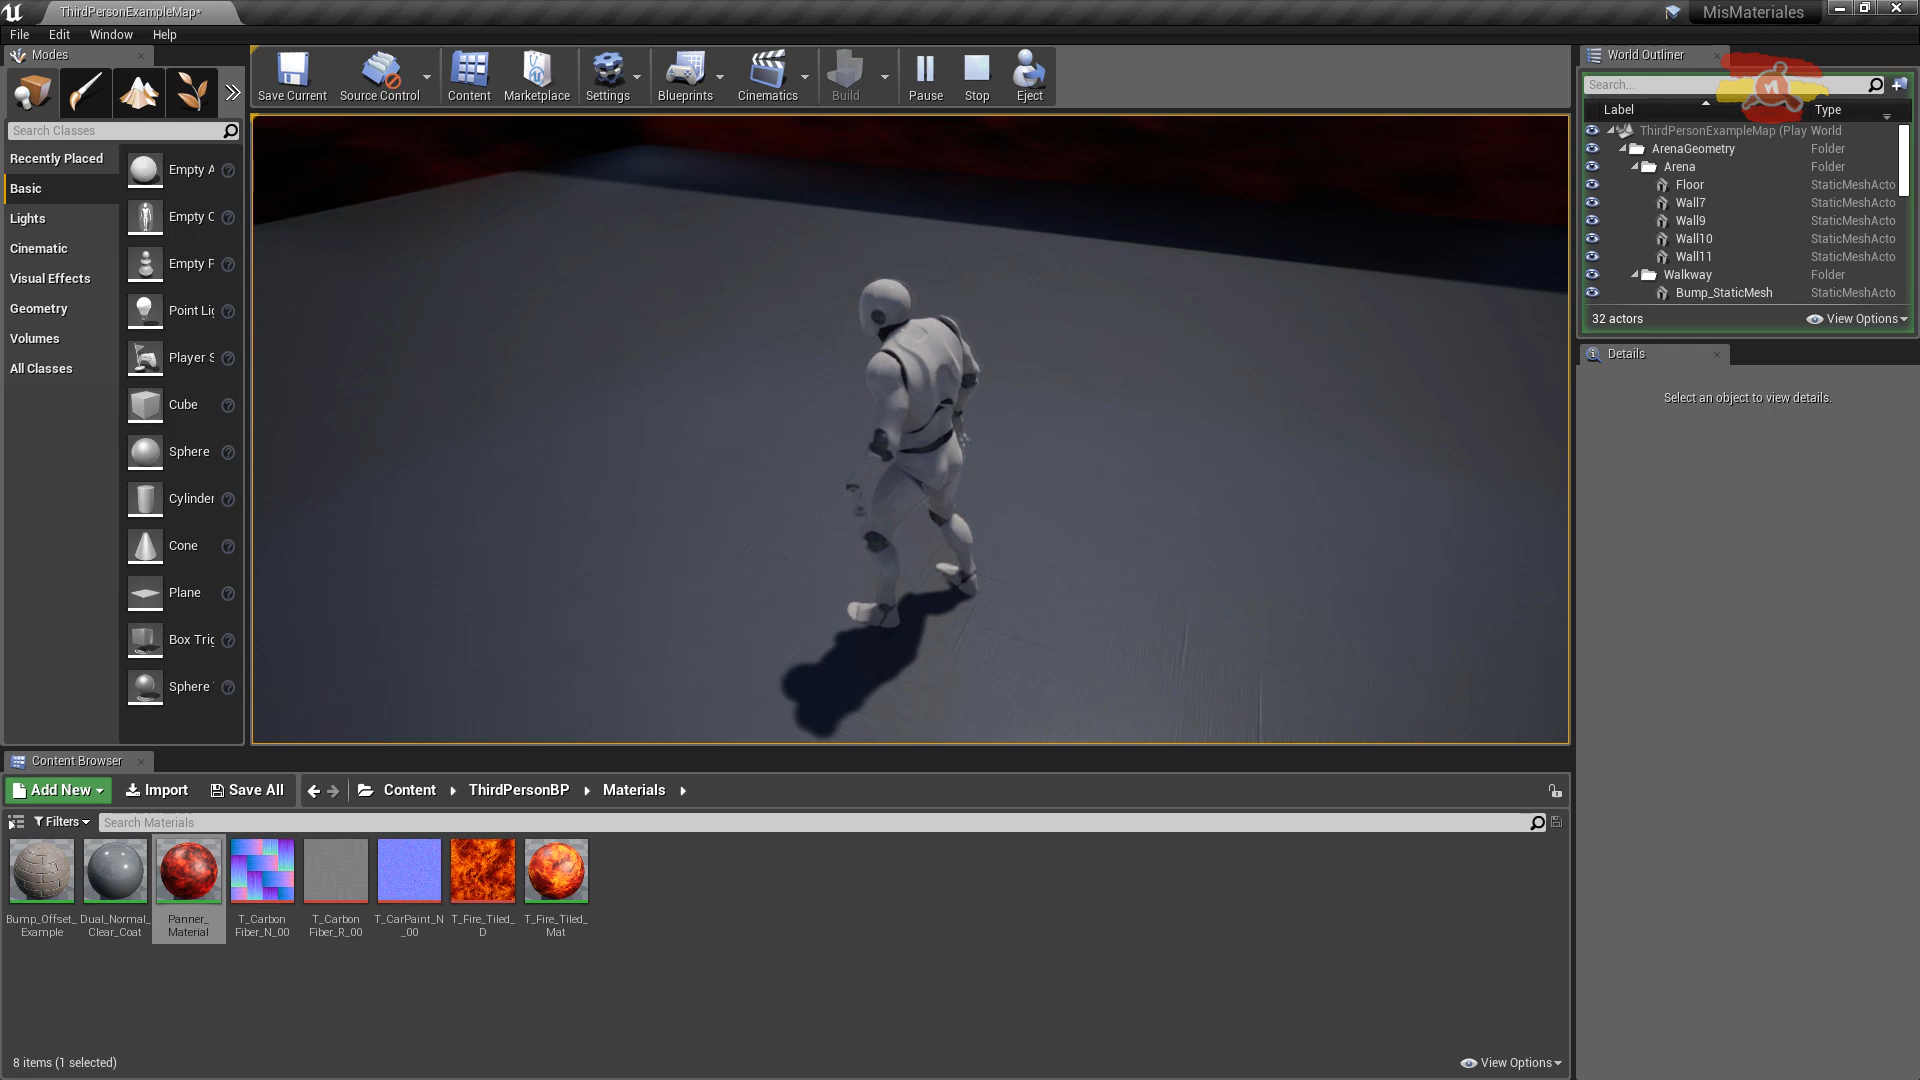 ThirdPersonExampleMap*
MisMateriales
File
Edit
Window
Help
Modes
Search Classes
Recently Placed
Basic
Lights
Cinematic
Visual Effects
Geometry
Volumes
All Classes
Empty A
Empty C
Empty P
Point Lig
Player S
Cube
Sphere
Cylinder
Cone
Plane
Box Trig
Sphere
Save Current
Source Control
Content
Marketplace
Settings
Blueprints
Cinematics
Build
Pause
Stop
Eject
World Outliner
Search...
Label
Type
ThirdPersonExampleMap (Play World
ArenaGeometry Folder
Arena Folder
Floor StaticMeshActo
Wall7 StaticMeshActo
Wall9 StaticMeshActo
Wall10 StaticMeshActo
Wall11 StaticMeshActo
Walkway Folder
Bump_StaticMesh StaticMeshActo
32 actors
View Options
Details
Select an object to view details.
Content Browser
Add New
Import
Save All
Content
ThirdPersonBP
Materials
Filters
Search Materials
Bump_Offset_
Example
Dual_Normal_
Clear_Coat
Panner_
Material
T_Carbon
Fiber_N_00
T_Carbon
Fiber_R_00
T_CarPaint_N
_00
T_Fire_Tiled_
D
T_Fire_Tiled_
Mat
8 items (1 selected)
View Options